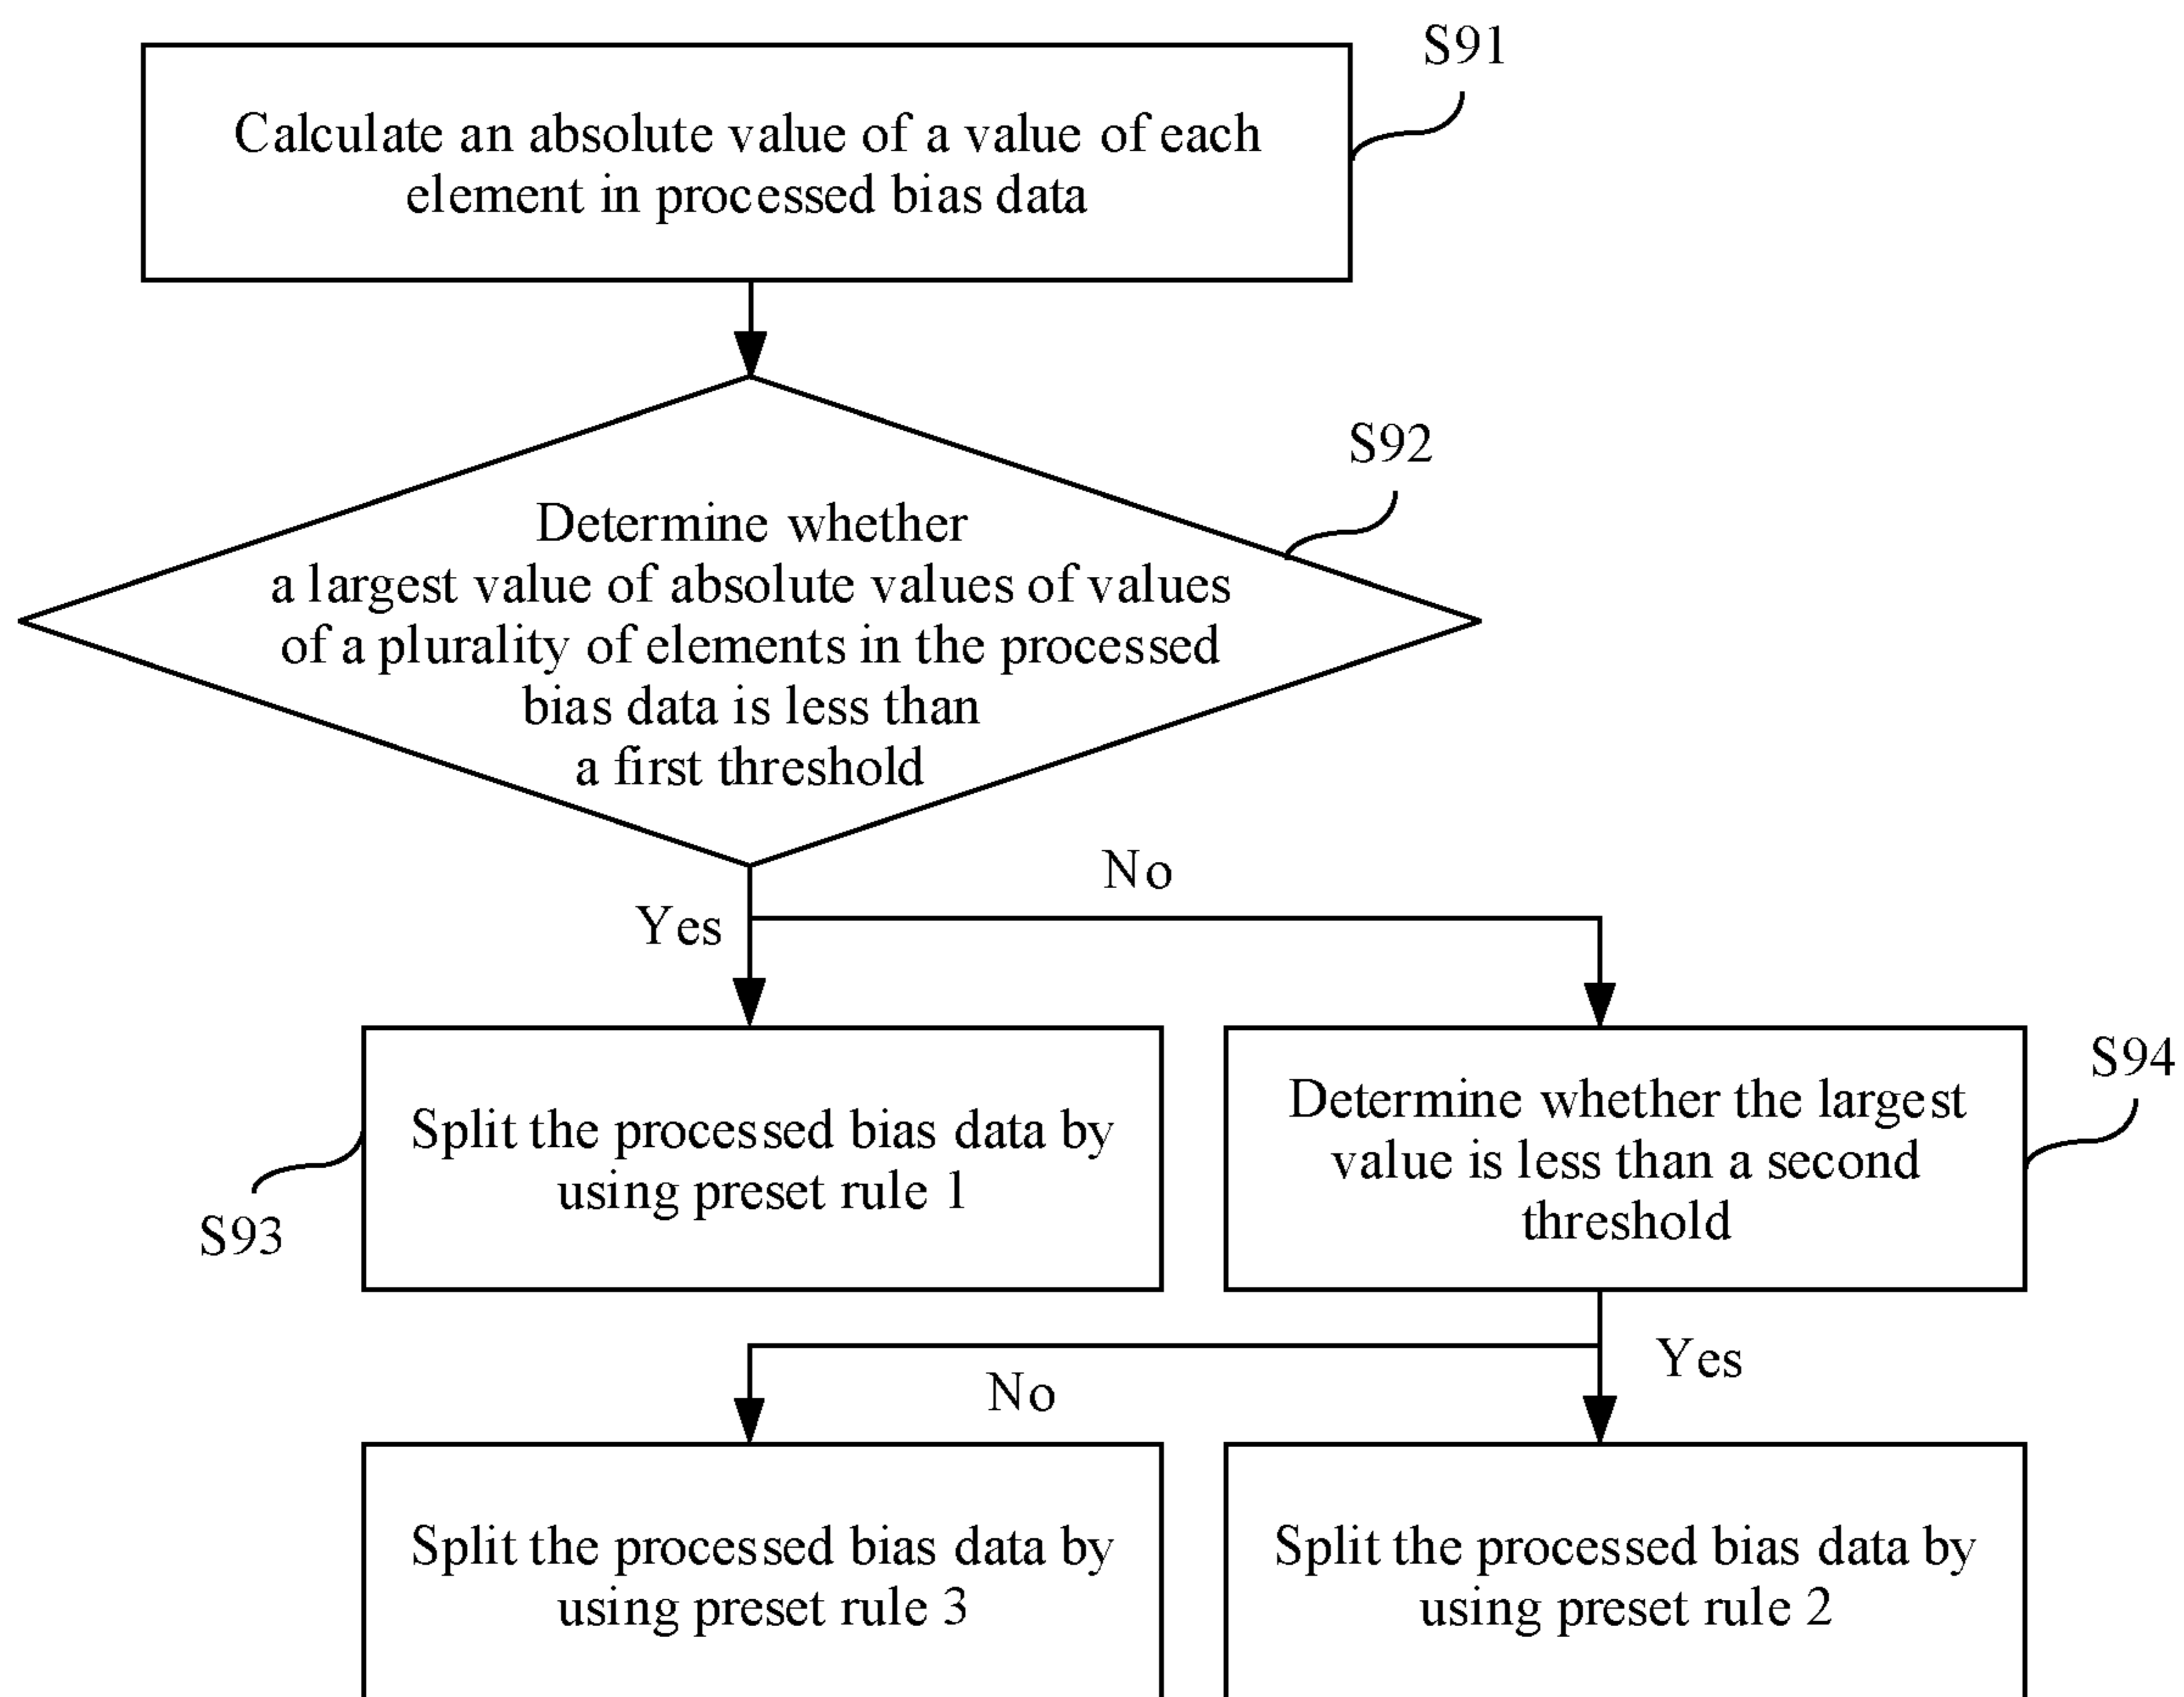 S91
Calculate an absolute value of a value of each
element in processed bias data
S92
Determine whether
a largest value of absolute values of values
of a plurality of elements in the processed
bias data is less than
a first threshold
No
Yes
S94
Split the processed bias data by
using preset rule 1
Determine whether the largest
value is less than a second
threshold
S93
Yes
No
Split the processed bias data by
using preset rule 3
Split the processed bias data by
using preset rule 2